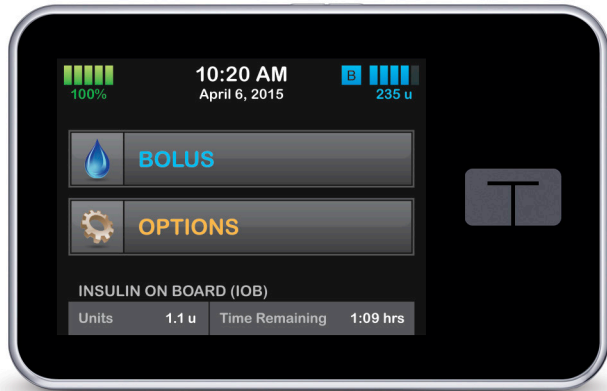 10:20 AM
B
100%
April 6, 2015
235 u
BOLUS
OPTIONS
INSULIN ON BOARD (IOB)
Units 1.1 u Time Remaining 1:09 hrs